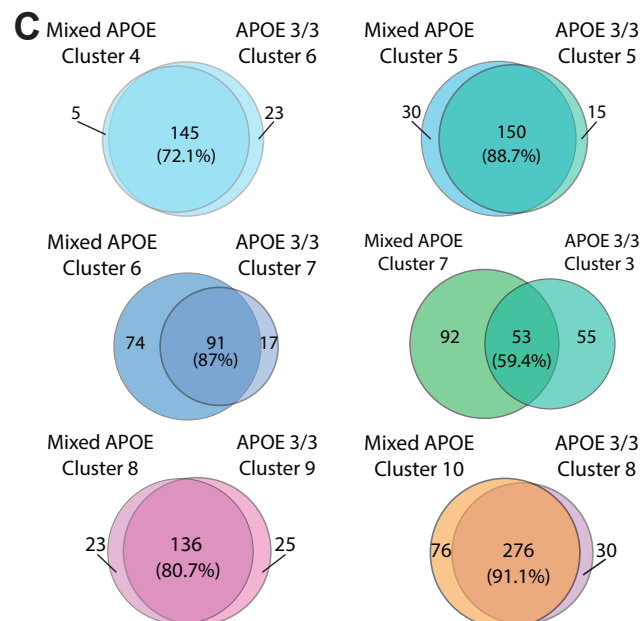 C
Mixed APOE
Cluster 4
APOE 3/3
Cluster 6
5
145
(72.1%)
23
Mixed APOE
Cluster 5
APOE 3/3
Cluster 5
30
150
(88.7%)
15
Mixed APOE
Cluster 6
APOE 3/3
Cluster 7
74
91
(87%)
17
Mixed APOE
Cluster 7
APOE 3/3
Cluster 3
92
53
(59.4%)
55
Mixed APOE
Cluster 8
APOE 3/3
Cluster 9
23
136
(80.7%)
25
Mixed APOE
Cluster 10
APOE 3/3
Cluster 8
76
276
(91.1%)
30